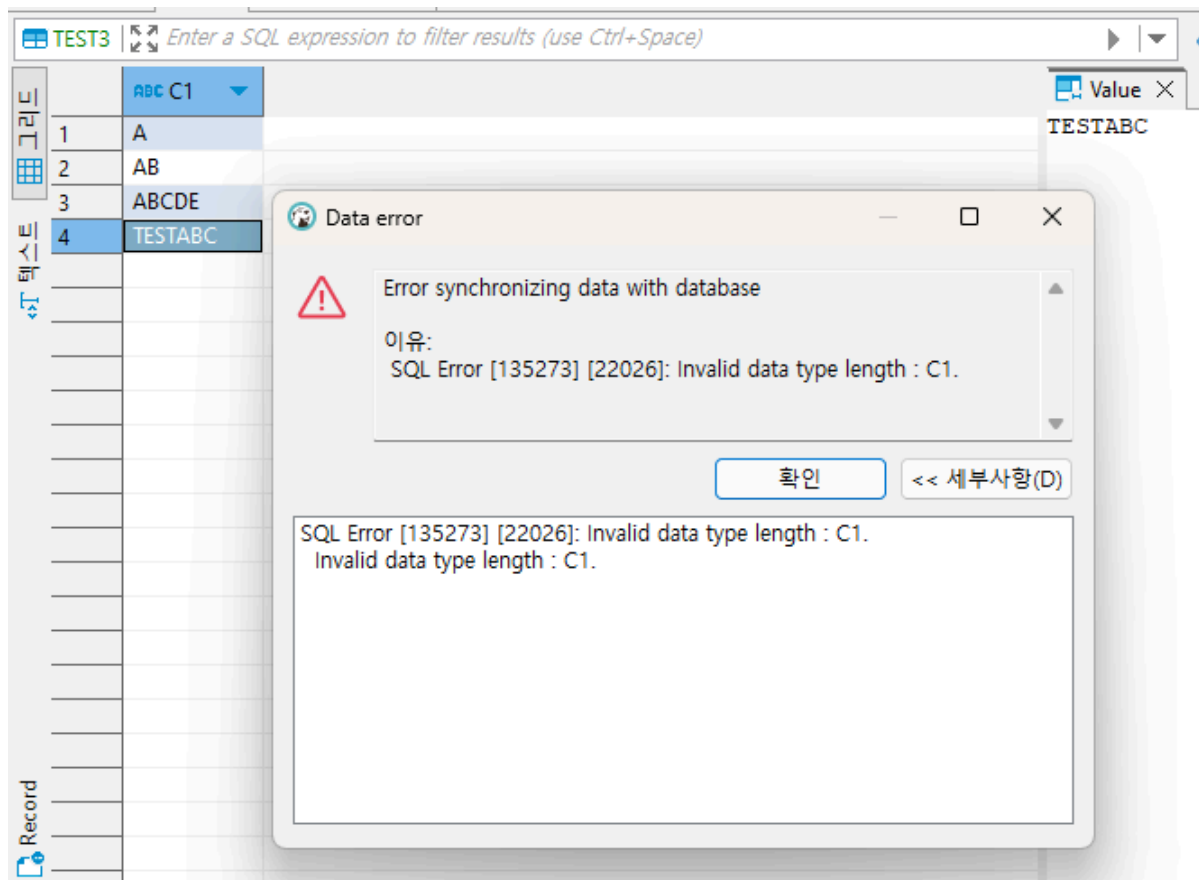 TEST3
Enter a SQL expression to filter results (use Ctrl+Space)
그리드
텍스트
Record
ABC C1
1 A
2 AB
3 ABCDE
4 TESTABC
Value
TESTABC
Data error
Error synchronizing data with database
이유:
SQL Error [135273] [22026]: Invalid data type length : C1.
확인
<< 세부사항(D)
SQL Error [135273] [22026]: Invalid data type length : C1.
Invalid data type length : C1.